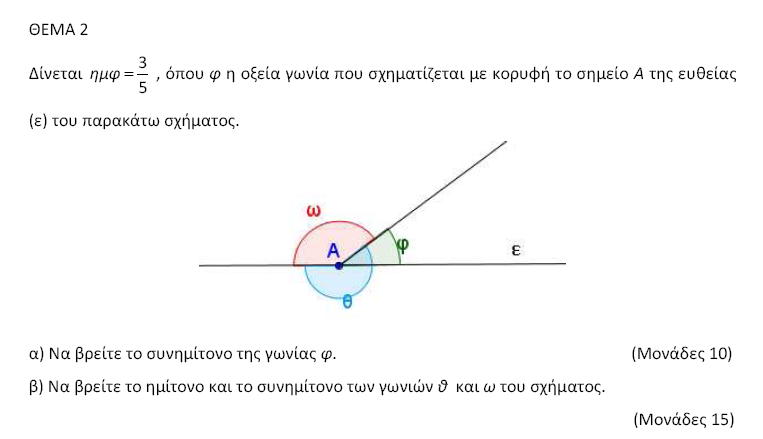 ΘΕΜΑ 2
Δίνεται ημφ = 3/5 , όπου φ η οξεία γωνία που σχηματίζεται με κορυφή το σημείο Α της ευθείας
(ε) του παρακάτω σχήματος.
ω
A
φ
ε
θ
α) Να βρείτε το συνημίτονο της γωνίας φ. (Μονάδες 10)
β) Να βρείτε το ημίτονο και το συνημίτονο των γωνιών ϑ και ω του σχήματος.
(Μονάδες 15)